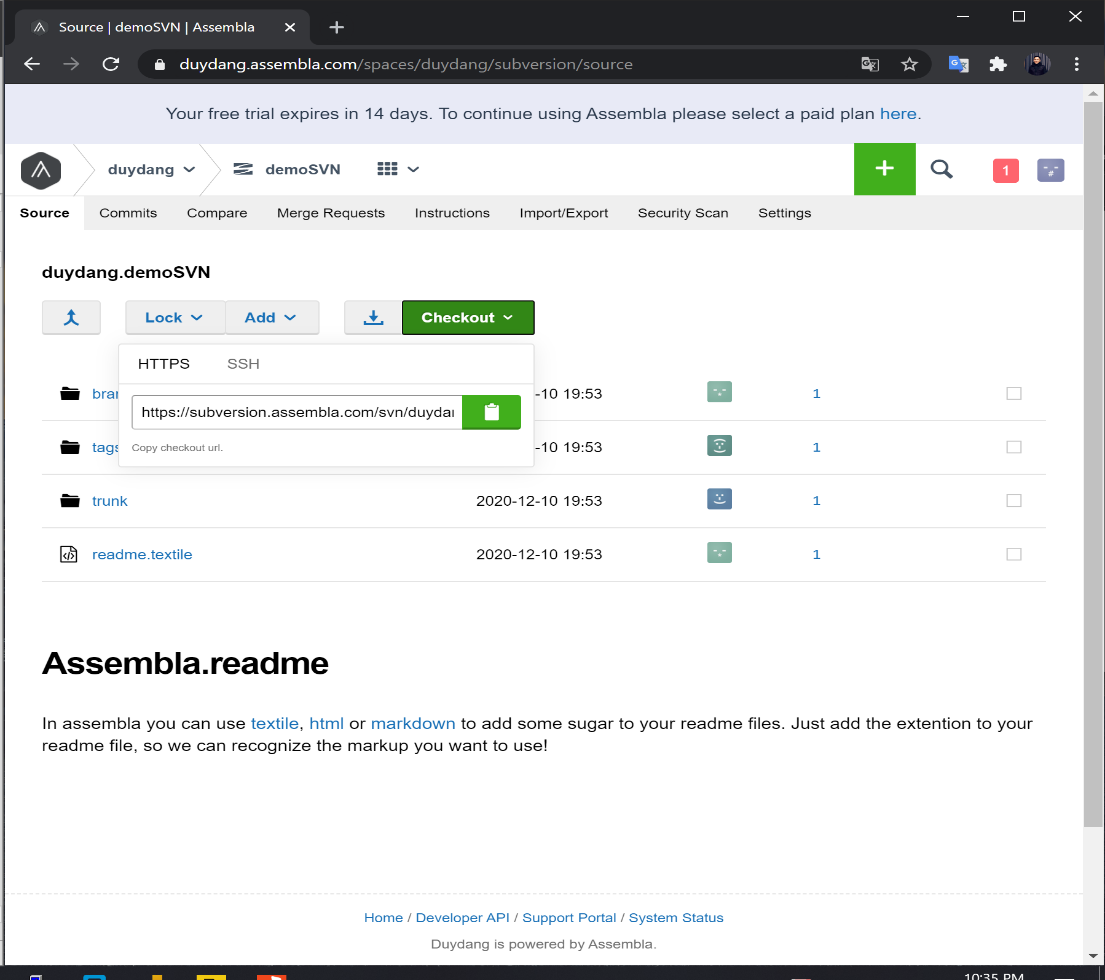 Source | demoSVN | Assembla
duydang.assembla.com/spaces/duydang/subversion/source
Your free trial expires in 14 days. To continue using Assembla please select a paid plan here.
duydang
demoSVN
1
Source Commits Compare Merge Requests Instructions Import/Export Security Scan Settings
duydang.demoSVN
Lock Add Checkout
HTTPS SSH
bra -10 19:53 1
https://subversion.assembla.com/svn/duyda
tags -10 19:53 1
Copy checkout url.
trunk 2020-12-10 19:53 1
readme.textile 2020-12-10 19:53 1
Assembla.readme
In assembla you can use textile, html or markdown to add some sugar to your readme files. Just add the extention to your
readme file, so we can recognize the markup you want to use!
Home / Developer API / Support Portal / System Status
Duydang is powered by Assembla.
10:35 PM